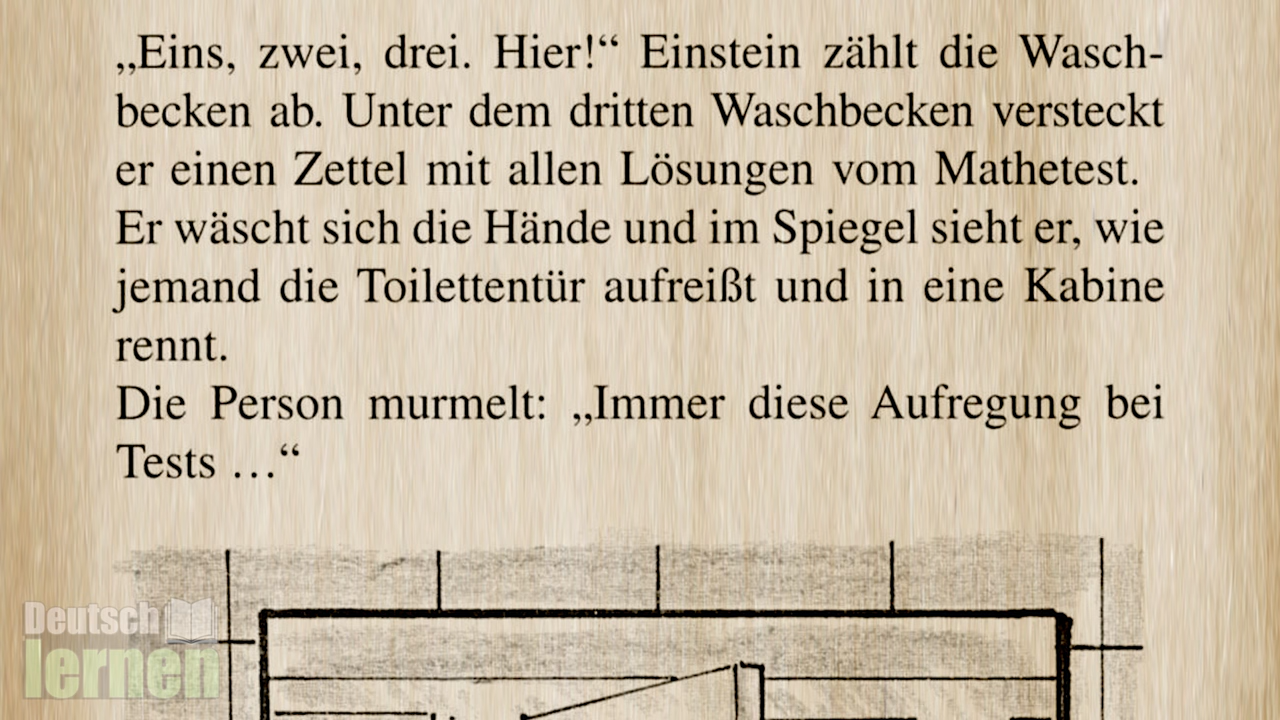 „Eins, zwei, drei. Hier!“ Einstein zählt die Wasch-
becken ab. Unter dem dritten Waschbecken versteckt
er einen Zettel mit allen Lösungen vom Mathetest.
Er wäscht sich die Hände und im Spiegel sieht er, wie
jemand die Toilettentür aufreißt und in eine Kabine
rennt.
Die Person murmelt: „Immer diese Aufregung bei
Tests …“
Deutsch
lernen